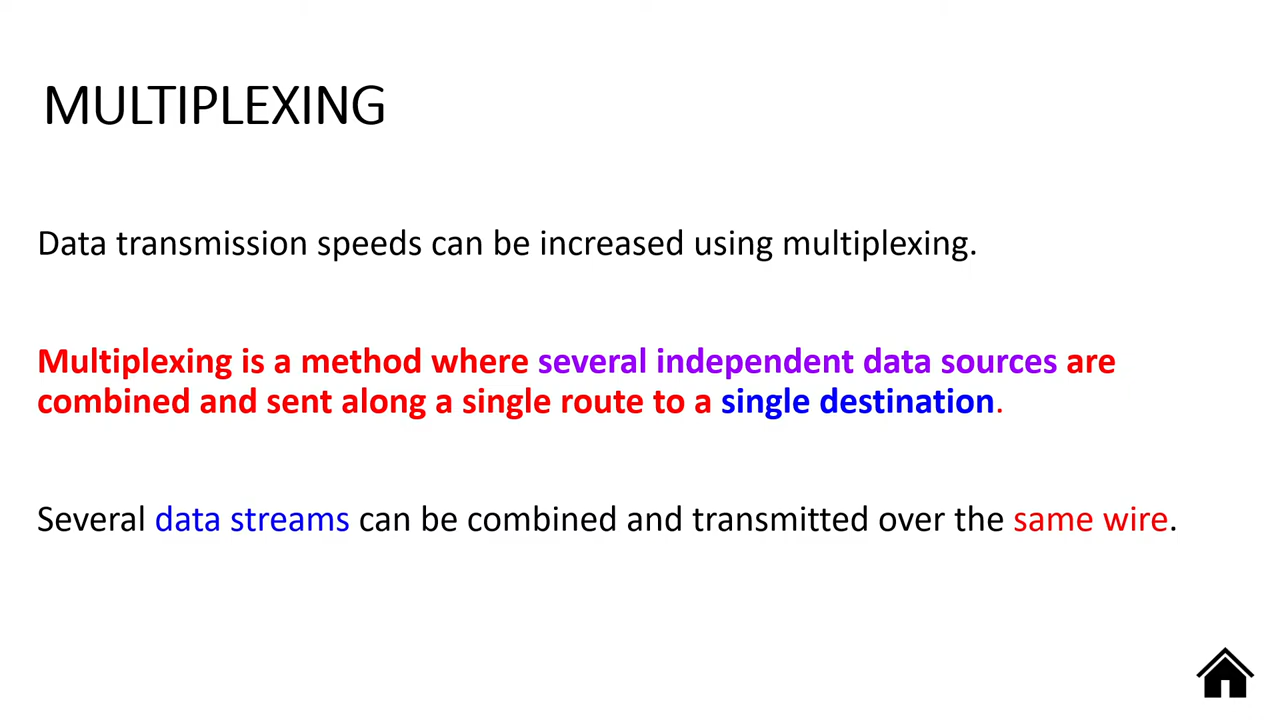 MULTIPLEXING
Data transmission speeds can be increased using multiplexing.
Multiplexing is a method where several independent data sources are
combined and sent along a single route to a single destination.
Several data streams can be combined and transmitted over the same wire.